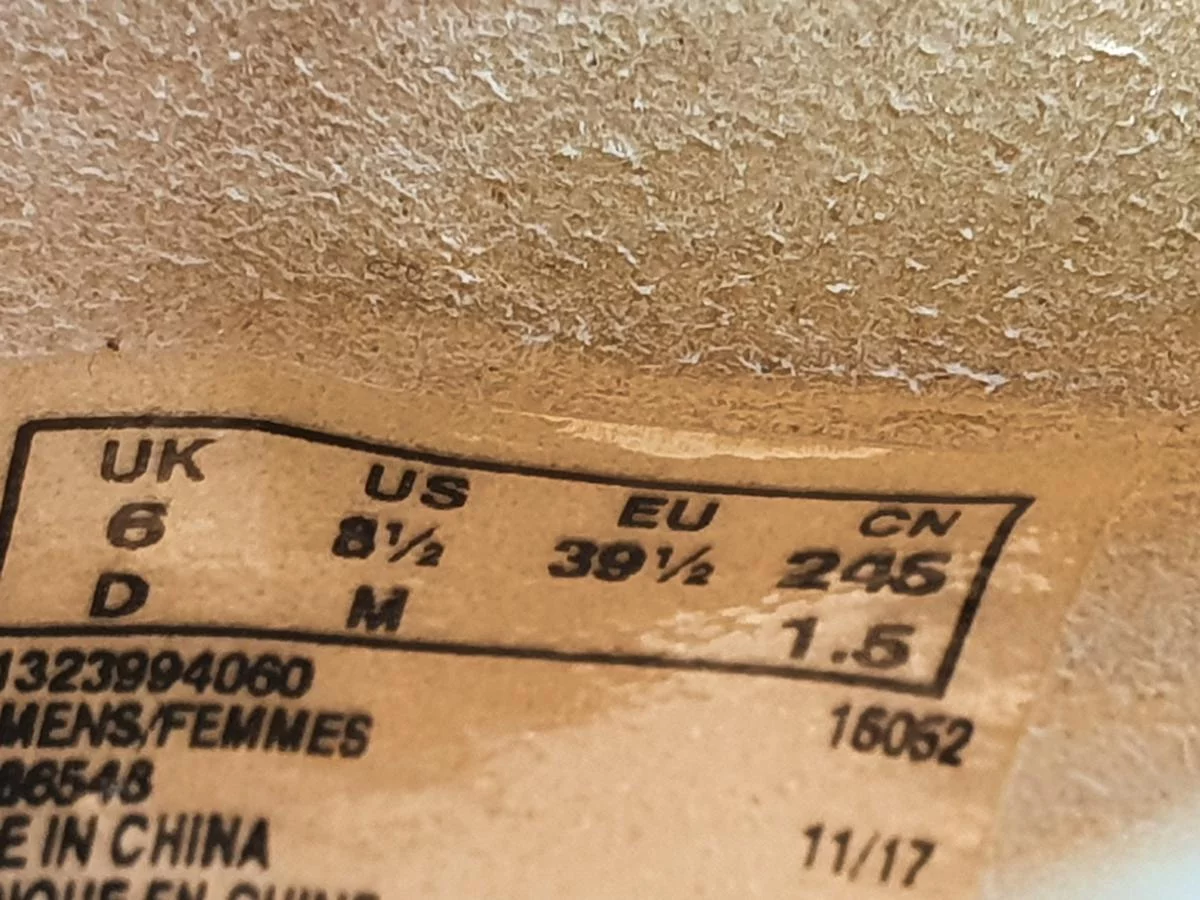 UK US EU CN
6 8½ 39½ 245
D M 1.5
1323994060
MENS/FEMMES 16052
86548
E IN CHINA 11/17